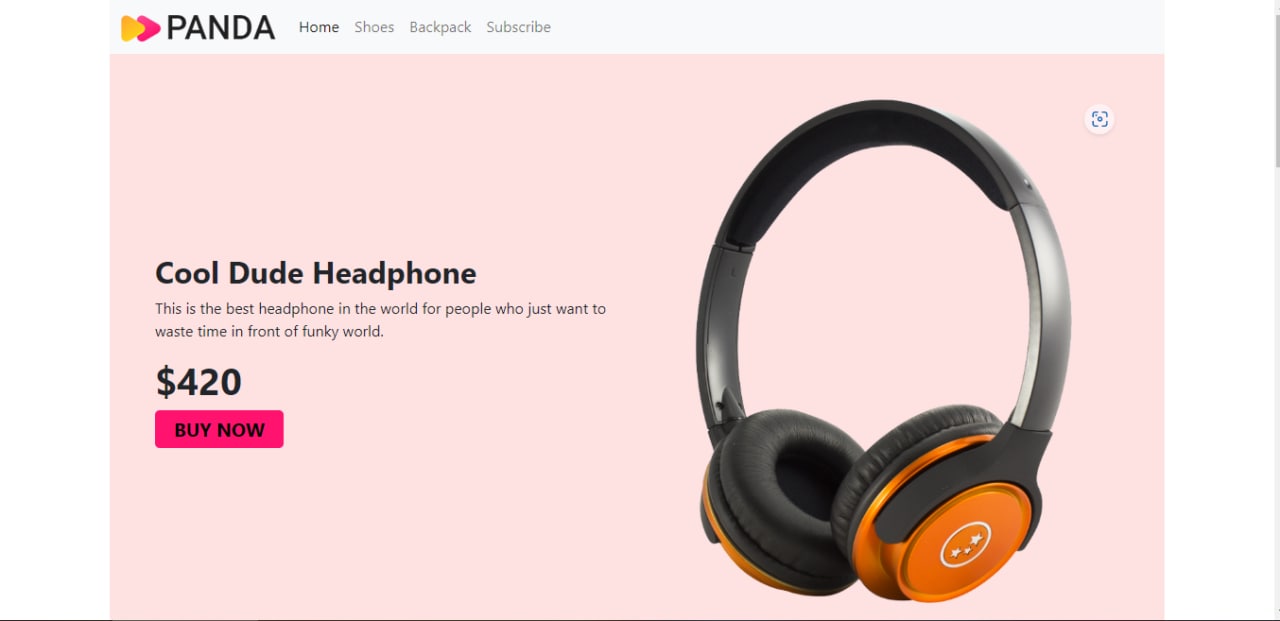 PANDA Home Shoes Backpack Subscribe
Cool Dude Headphone
This is the best headphone in the world for people who just want to
waste time in front of funky world.
$420
BUY NOW
L